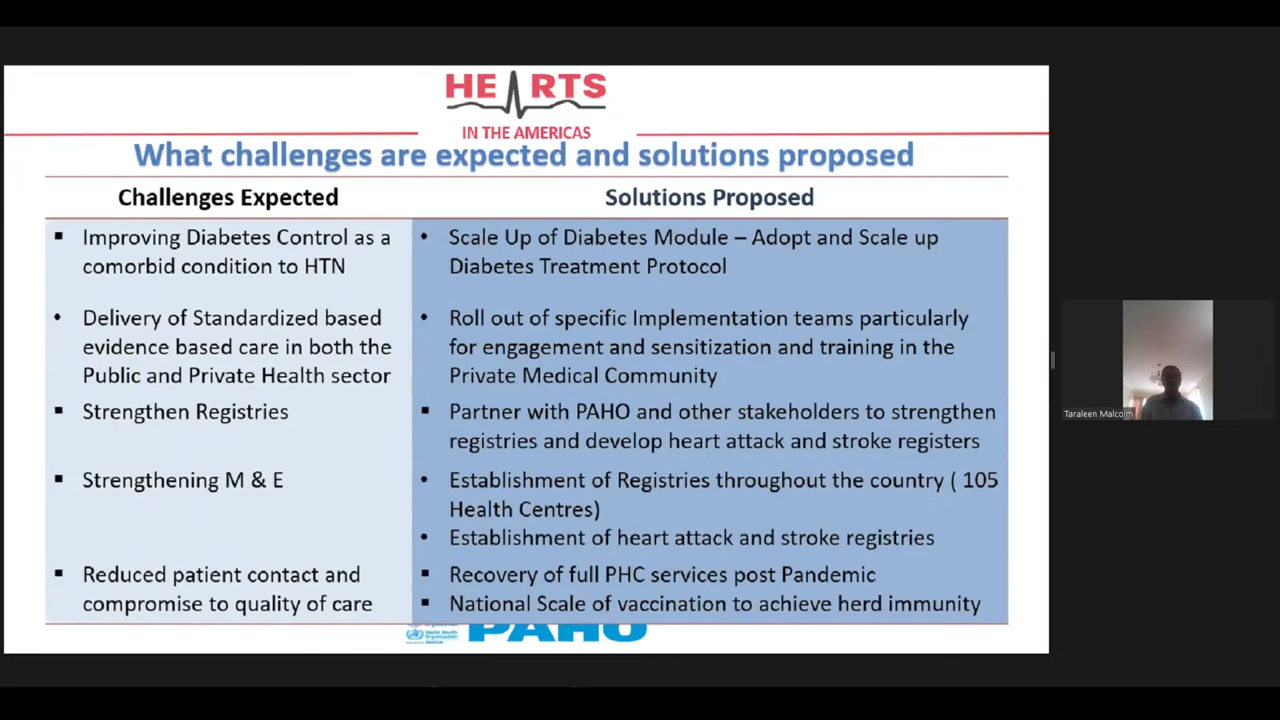 HEARTS
IN THE AMERICAS
What challenges are expected and solutions proposed
Challenges Expected
Solutions Proposed
▪ Improving Diabetes Control as a
comorbid condition to HTN
• Scale Up of Diabetes Module – Adopt and Scale up
Diabetes Treatment Protocol
• Delivery of Standardized based
evidence based care in both the
Public and Private Health sector
• Roll out of specific Implementation teams particularly
for engagement and sensitization and training in the
Private Medical Community
▪ Strengthen Registries
▪ Partner with PAHO and other stakeholders to strengthen
registries and develop heart attack and stroke registers
▪ Strengthening M & E
• Establishment of Registries throughout the country ( 105
Health Centres)
• Establishment of heart attack and stroke registries
▪ Reduced patient contact and
compromise to quality of care
▪ Recovery of full PHC services post Pandemic
▪ National Scale of vaccination to achieve herd immunity
World Health
Organization
PAHO
Taraleen Malcolm